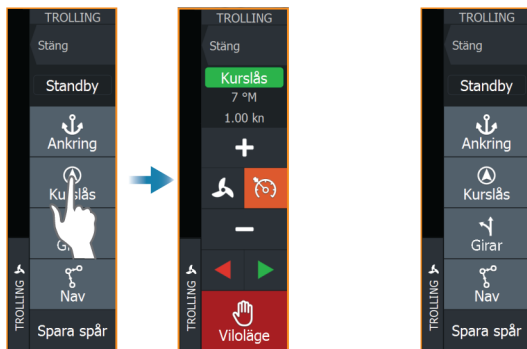 TROLLING
Stäng
Standby
Ankring
Kurslås
Nav
Spara spår
TROLLING
TROLLING
Stäng
Kurslås
7 °M
1.00 kn
Viloläge
TROLLING
TROLLING
Stäng
Standby
Ankring
Kurslås
Girar
Nav
Spara spår
TROLLING